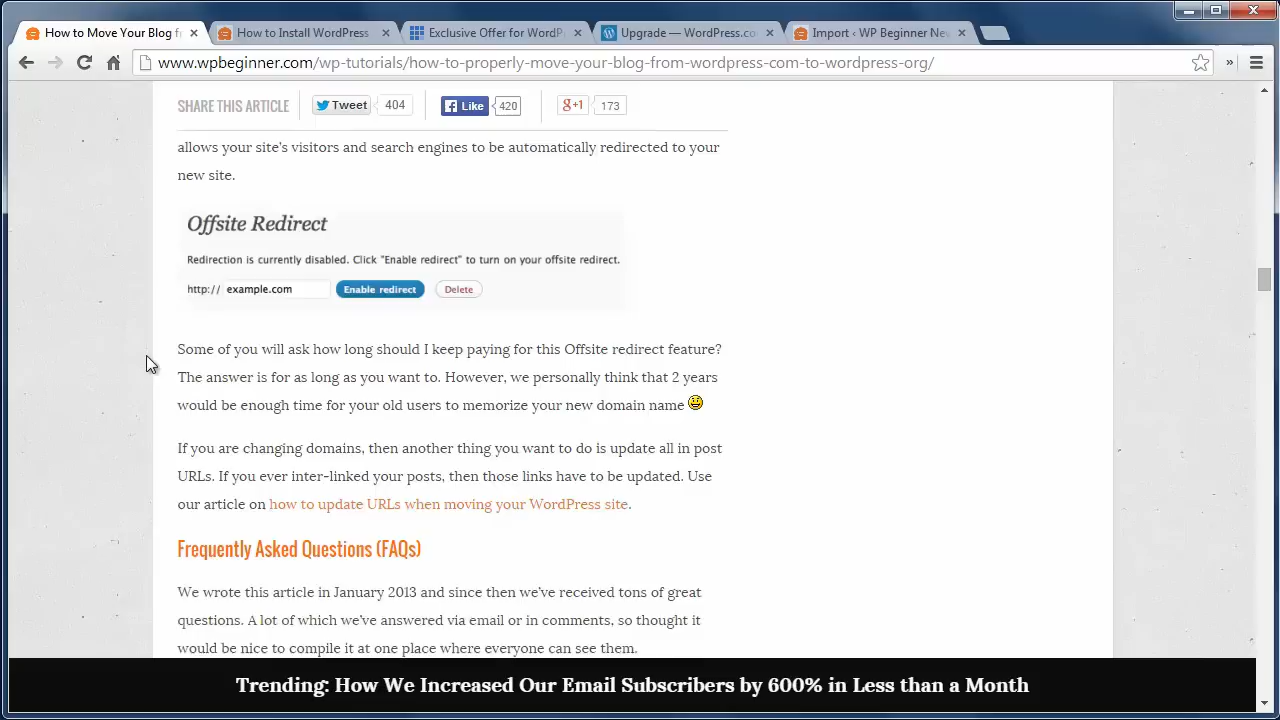 How to Move Your Blog f
How to Install WordPress
Exclusive Offer for WordP
Upgrade — WordPress.co
Import ‹ WP Beginner Ne
www.wpbeginner.com/wp-tutorials/how-to-properly-move-your-blog-from-wordpress-com-to-wordpress-org/
SHARE THIS ARTICLE
Tweet 404
Like 420
g+1 173
allows your site's visitors and search engines to be automatically redirected to your
new site.
Offsite Redirect
Redirection is currently disabled. Click "Enable redirect" to turn on your offsite redirect.
http:// example.com Enable redirect Delete
Some of you will ask how long should I keep paying for this Offsite redirect feature?
The answer is for as long as you want to. However, we personally think that 2 years
would be enough time for your old users to memorize your new domain name
If you are changing domains, then another thing you want to do is update all in post
URLs. If you ever inter-linked your posts, then those links have to be updated. Use
our article on how to update URLs when moving your WordPress site.
Frequently Asked Questions (FAQs)
We wrote this article in January 2013 and since then we've received tons of great
questions. A lot of which we've answered via email or in comments, so thought it
would be nice to compile it at one place where everyone can see them.
Trending: How We Increased Our Email Subscribers by 600% in Less than a Month